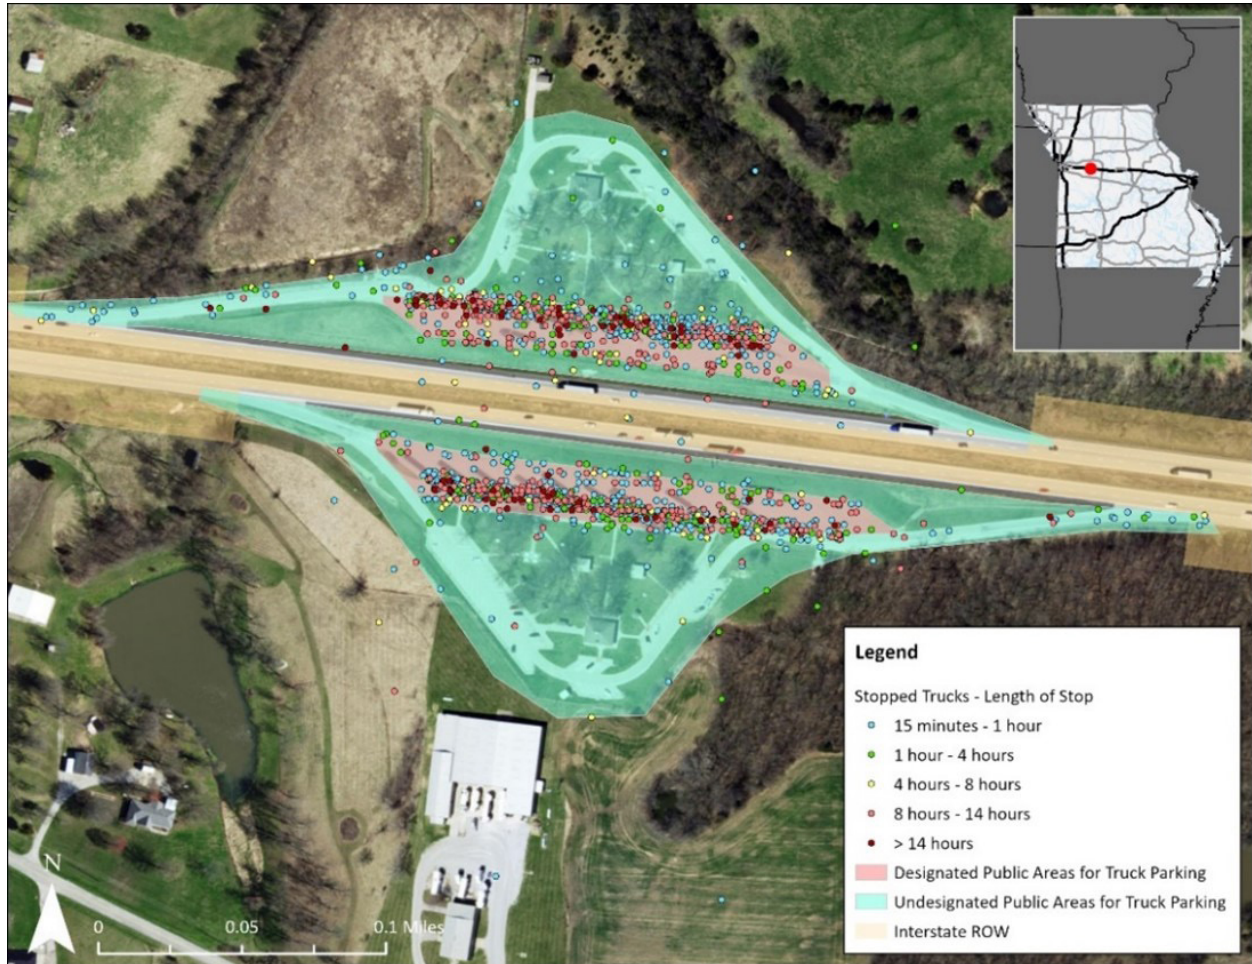 Legend
Stopped Trucks - Length of Stop
15 minutes - 1 hour
1 hour - 4 hours
4 hours - 8 hours
8 hours - 14 hours
> 14 hours
Designated Public Areas for Truck Parking
Undesignated Public Areas for Truck Parking
Interstate ROW
N
0 0.05 0.1 Miles